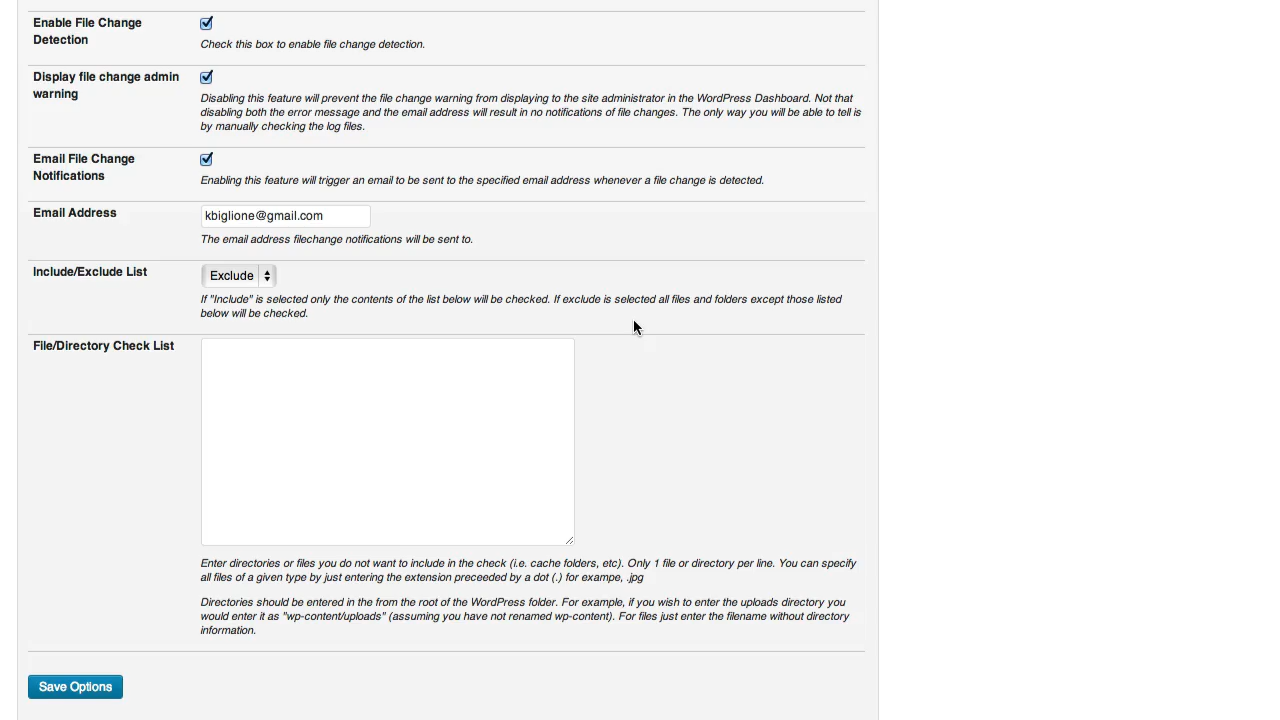 Enable File Change
Detection
Check this box to enable file change detection.
Display file change admin
warning
Disabling this feature will prevent the file change warning from displaying to the site administrator in the WordPress Dashboard. Not that
disabling both the error message and the email address will result in no notifications of file changes. The only way you will be able to tell is
by manually checking the log files.
Email File Change
Notifications
Enabling this feature will trigger an email to be sent to the specified email address whenever a file change is detected.
Email Address
kbiglione@gmail.com
The email address filechange notifications will be sent to.
Include/Exclude List
Exclude
If "Include" is selected only the contents of the list below will be checked. If exclude is selected all files and folders except those listed
below will be checked.
File/Directory Check List
Enter directories or files you do not want to include in the check (i.e. cache folders, etc). Only 1 file or directory per line. You can specify
all files of a given type by just entering the extension preceeded by a dot (.) for exampe, .jpg
Directories should be entered in the from the root of the WordPress folder. For example, if you wish to enter the uploads directory you
would enter it as "wp-content/uploads" (assuming you have not renamed wp-content). For files just enter the filename without directory
information.
Save Options